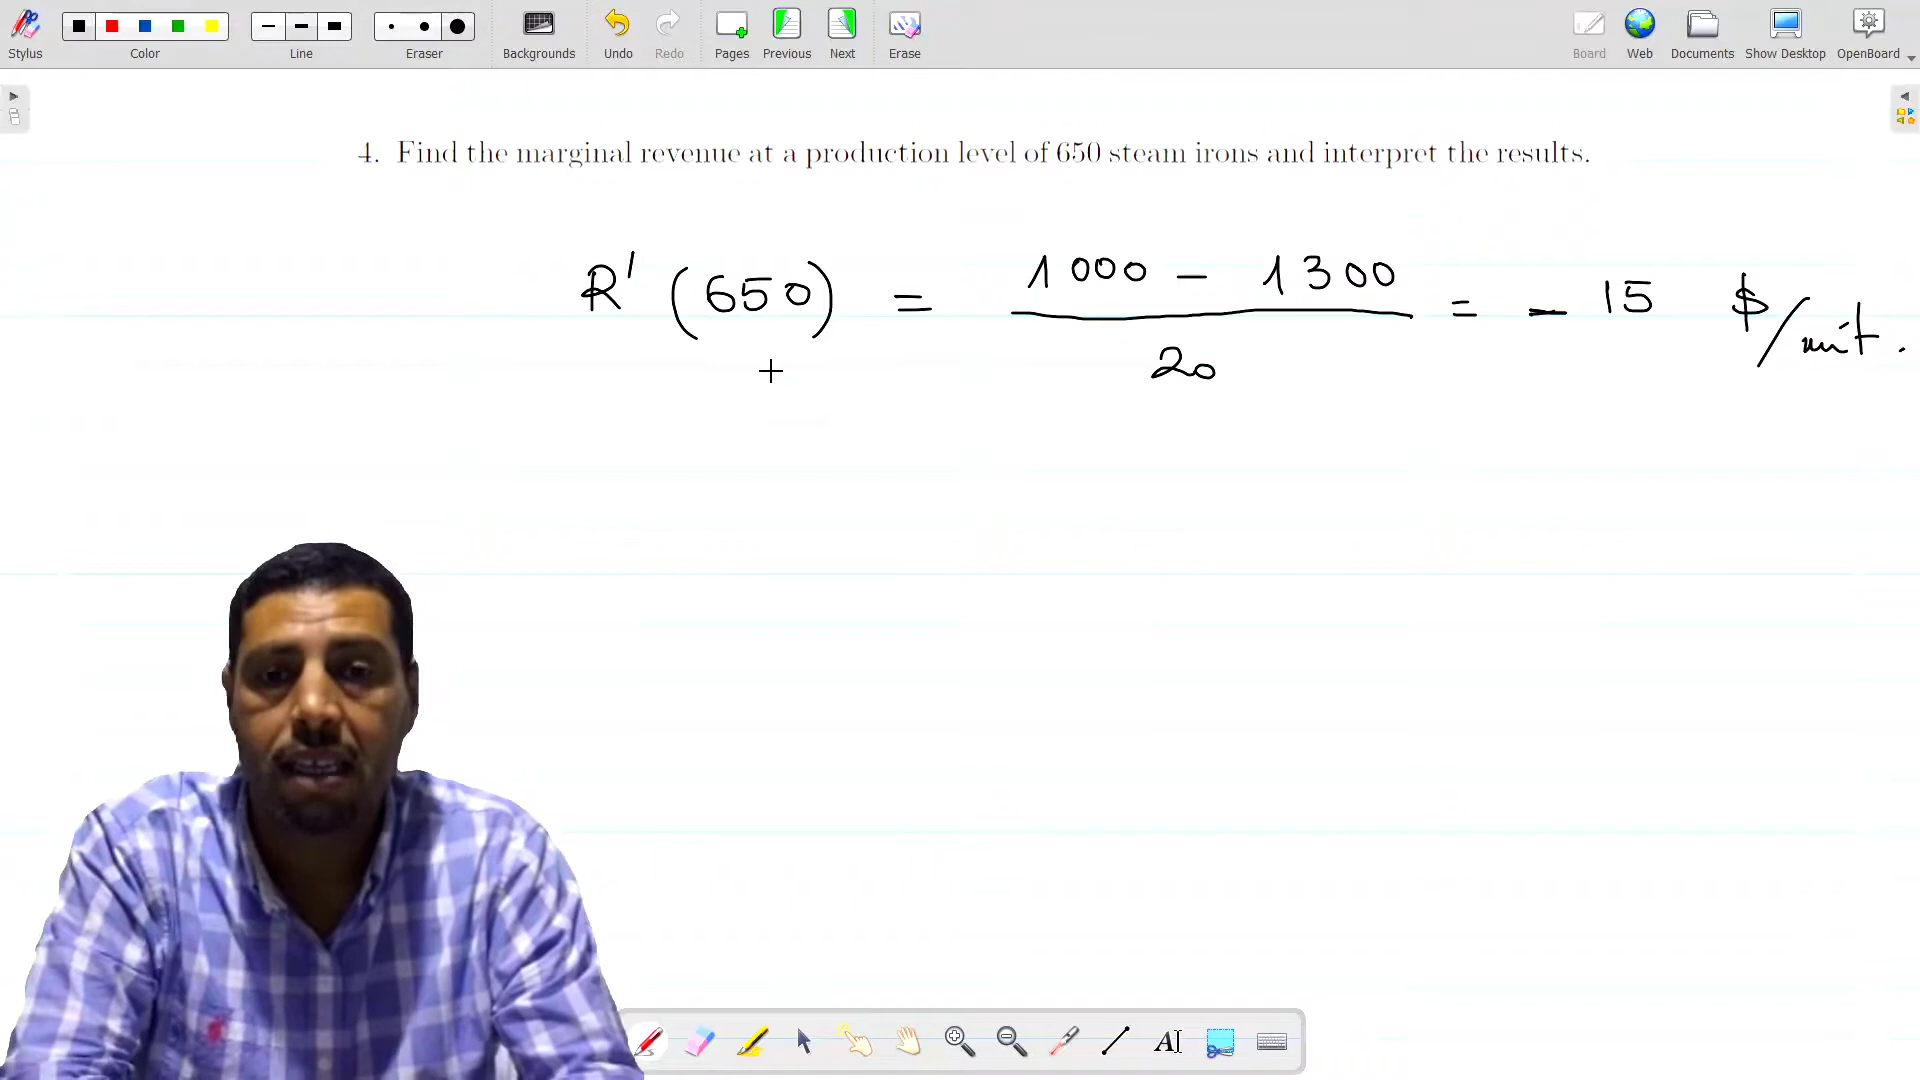 Stylus Color Line Eraser Backgrounds Undo Redo Pages Previous Next Erase Board Web Documents Show Desktop OpenBoard
4. Find the marginal revenue at a production level of 650 steam irons and interpret the results.
R' (650) = 1000 - 1300 / 20 = - 15 $/unit.